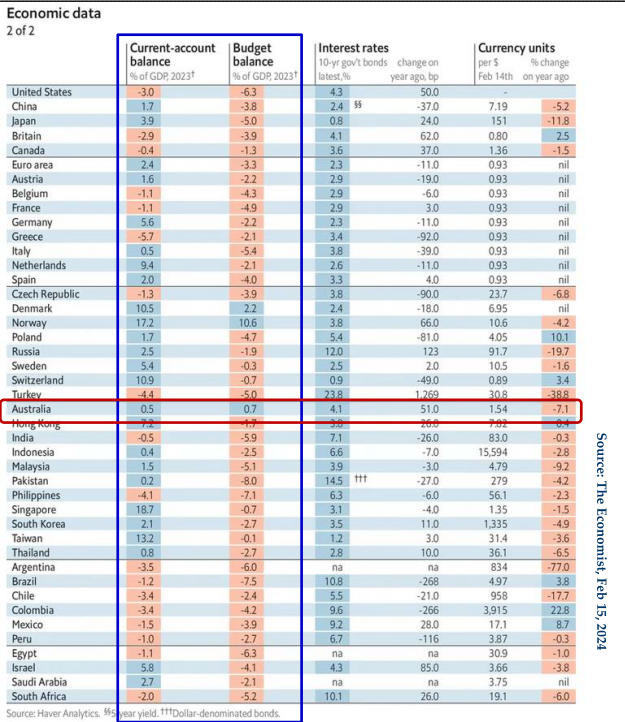 Economic data
2 of 2
Current-account Budget Interest rates Currency units
balance balance 10-yr gov't bonds change on per $ % change
% of GDP, 2023† % of GDP, 2023† latest,% year ago, bp Feb 14th on year ago
United States -3.0 -6.3 4.3 50.0 -
China 1.7 -3.8 2.4 §§ -37.0 7.19 -5.2
Japan 3.9 -5.0 0.8 24.0 151 -11.8
Britain -2.9 -3.9 4.1 62.0 0.80 2.5
Canada -0.4 -1.3 3.6 37.0 1.36 -1.5
Euro area 2.4 -3.3 2.3 -11.0 0.93 nil
Austria 1.6 -2.2 2.9 -19.0 0.93 nil
Belgium -1.1 -4.3 2.9 -6.0 0.93 nil
France -1.1 -4.9 2.9 3.0 0.93 nil
Germany 5.6 -2.2 2.3 -11.0 0.93 nil
Greece -5.7 -2.1 3.4 -92.0 0.93 nil
Italy 0.5 -5.4 3.8 -39.0 0.93 nil
Netherlands 9.4 -2.1 2.6 -11.0 0.93 nil
Spain 2.0 -4.0 3.3 4.0 0.93 nil
Czech Republic -1.3 -3.9 3.8 -90.0 23.7 -6.8
Denmark 10.5 2.2 2.4 -18.0 6.95 nil
Norway 17.2 10.6 3.8 66.0 10.6 -4.2
Poland 1.7 -4.7 5.4 -81.0 4.05 10.1
Russia 2.5 -1.9 12.0 123 91.7 -19.7
Sweden 5.4 -0.3 2.5 2.0 10.5 -1.6
Switzerland 10.9 -0.7 0.9 -49.0 0.89 3.4
Turkey -4.4 -5.0 23.8 1,269 30.8 -38.8
Australia 0.5 0.7 4.1 51.0 1.54 -7.1
Hong Kong 7.2 -1.7 3.8 26.0 7.82 0.4
India -0.5 -5.9 7.1 -26.0 83.0 -0.3
Indonesia 0.4 -2.5 6.6 -7.0 15,594 -2.8
Malaysia 1.5 -5.1 3.9 -3.0 4.79 -9.2
Pakistan 0.2 -8.0 14.5 ††† -27.0 279 -4.2
Philippines -4.1 -7.1 6.3 -6.0 56.1 -2.3
Singapore 18.7 -0.7 3.1 -4.0 1.35 -1.5
South Korea 2.1 -2.7 3.5 11.0 1,335 -4.9
Taiwan 13.2 -0.1 1.2 3.0 31.4 -3.6
Thailand 0.8 -2.7 2.8 10.0 36.1 -6.5
Argentina -3.5 -6.0 na na 834 -77.0
Brazil -1.2 -7.5 10.8 -268 4.97 3.8
Chile -3.4 -2.4 5.5 -21.0 958 -17.7
Colombia -3.4 -4.2 9.6 -266 3,915 22.8
Mexico -1.5 -3.9 9.2 28.0 17.1 8.7
Peru -1.0 -2.7 6.7 -116 3.87 -0.3
Egypt -1.1 -6.3 na na 30.9 -1.0
Israel 5.8 -4.1 4.3 85.0 3.66 -3.8
Saudi Arabia 2.7 -2.1 na na 3.75 nil
South Africa -2.0 -5.2 10.1 26.0 19.1 -6.0
Source: Haver Analytics. §§5-year yield. †††Dollar-denominated bonds.
Source: The Economist, Feb 15, 2024